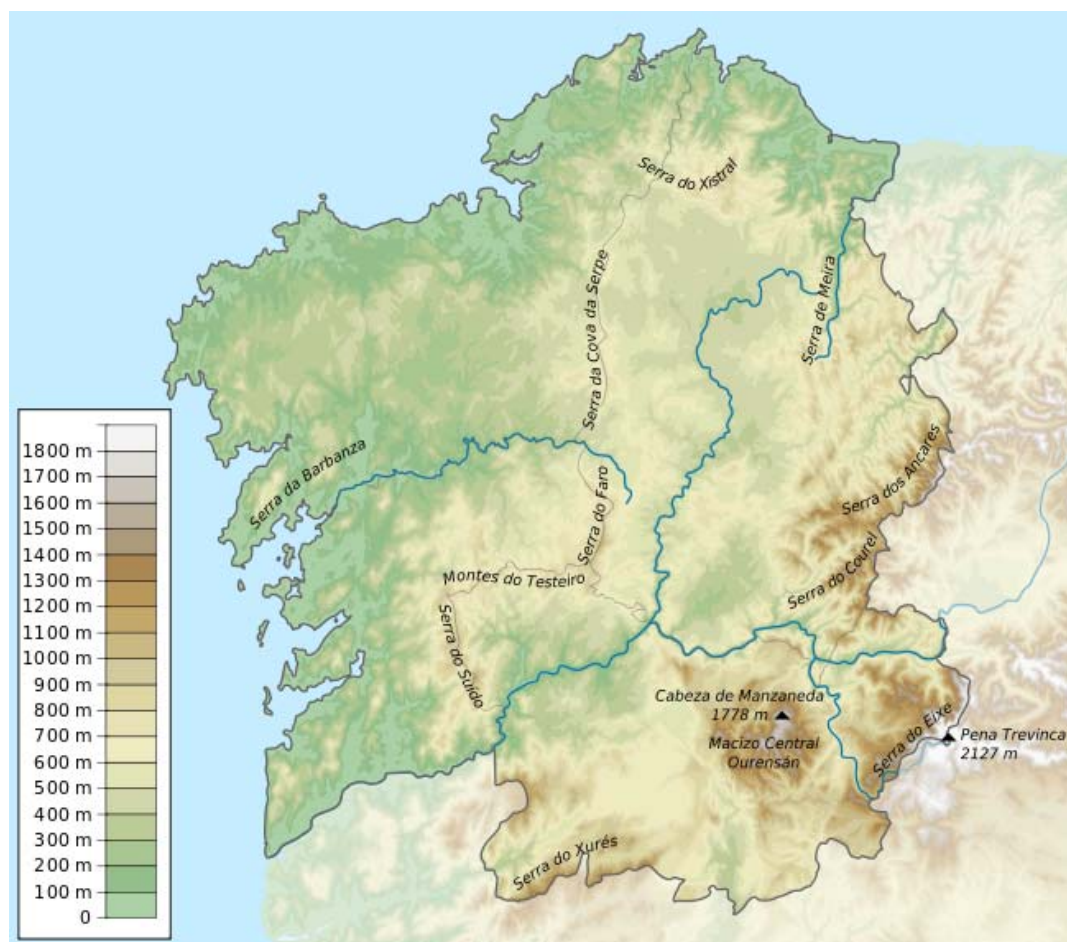 Serra do Xistral
Serra da Cova da Serpe
Serra de Meira
Serra da Barbanza
Serra do Faro
Serra dos Ancares
Serra do Courel
Montes do Testeiro
Serra do Suido
Cabeza de Manzaneda
1778 m
Macizo Central
Ourensán
Serra do Eixe
Pena Trevinca
2127 m
Serra do Xurés
1800 m
1700 m
1600 m
1500 m
1400 m
1300 m
1200 m
1100 m
1000 m
900 m
800 m
700 m
600 m
500 m
400 m
300 m
200 m
100 m
0